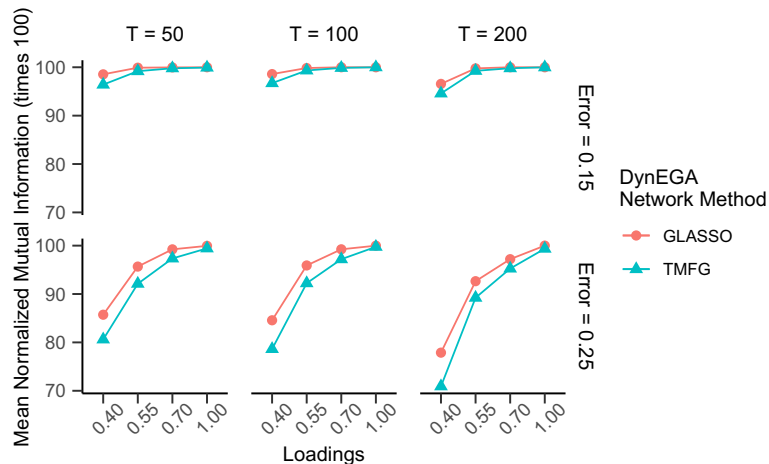 Mean Normalized Mutual Information (times 100)
T = 50
T = 100
T = 200
100
90
80
70
Error = 0.15
100
90
80
70
Error = 0.25
0.40
0.55
0.70
1.00
0.40
0.55
0.70
1.00
0.40
0.55
0.70
1.00
Loadings
DynEGA
Network Method
GLASSO
TMFG